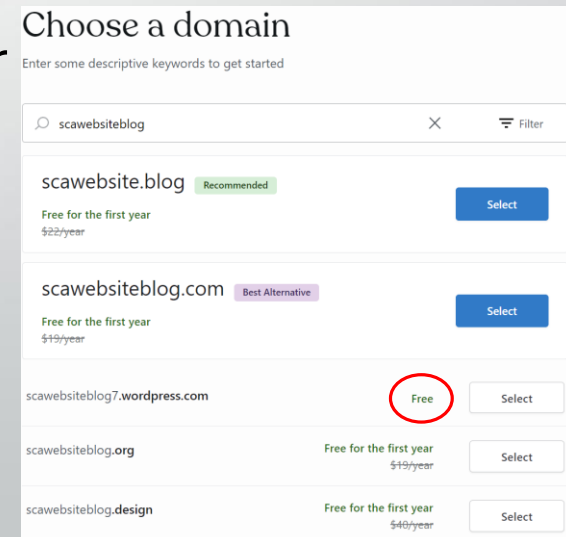 Choose a domain
Enter some descriptive keywords to get started
scawebsiteblog
Filter
scawebsite.blog Recommended
Free for the first year
$22/year
Select
scawebsiteblog.com Best Alternative
Free for the first year
$19/year
Select
scawebsiteblog7.wordpress.com Free Select
scawebsiteblog.org Free for the first year
$19/year
Select
scawebsiteblog.design Free for the first year
$40/year
Select